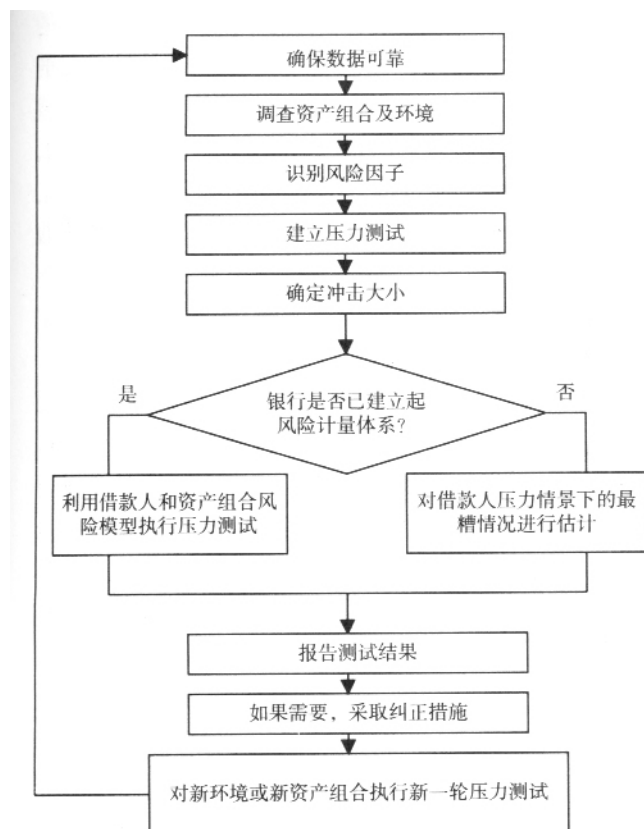 确保数据可靠
调查资产组合及环境
识别风险因子
建立压力测试
确定冲击大小
是
银行是否已建立起
风险计量体系？
否
利用借款人和资产组合风
险模型执行压力测试
对借款人压力情景下的最
糟情况进行估计
报告测试结果
如果需要，采取纠正措施
对新环境或新资产组合执行新一轮压力测试